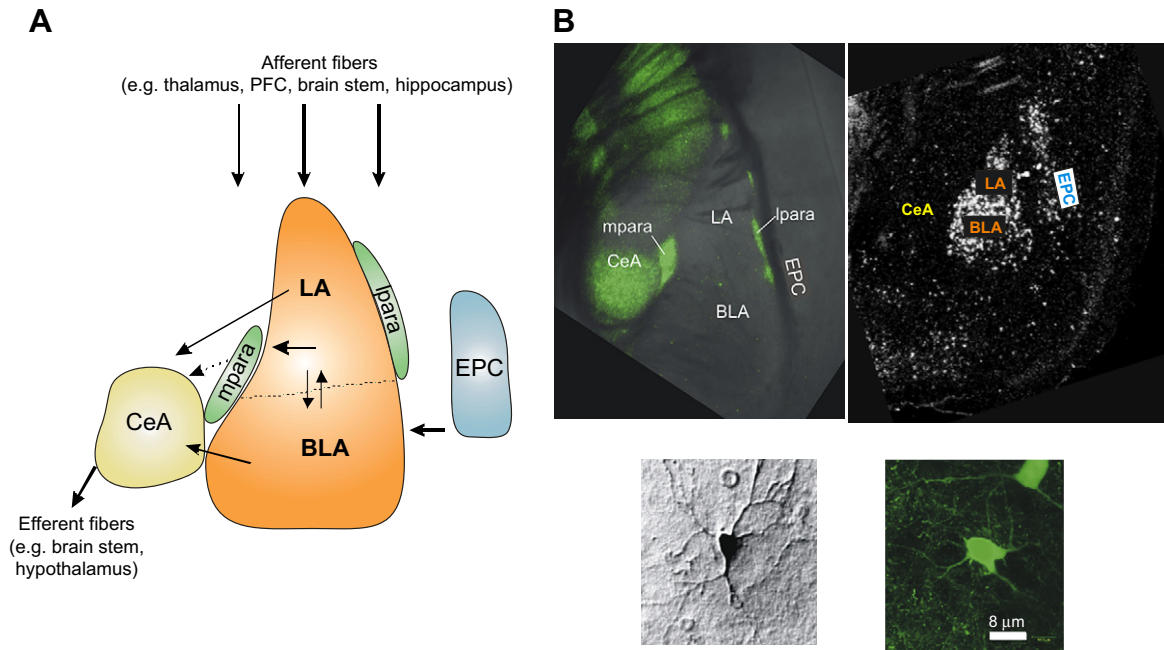 A
Afferent fibers
(e.g. thalamus, PFC, brain stem, hippocampus)
LA
lpara
mpara
EPC
CeA
BLA
Efferent fibers
(e.g. brain stem,
hypothalamus)
B
LA
lpara
mpara
CeA
EPC
BLA
LA
EPC
CeA
BLA
8 μm